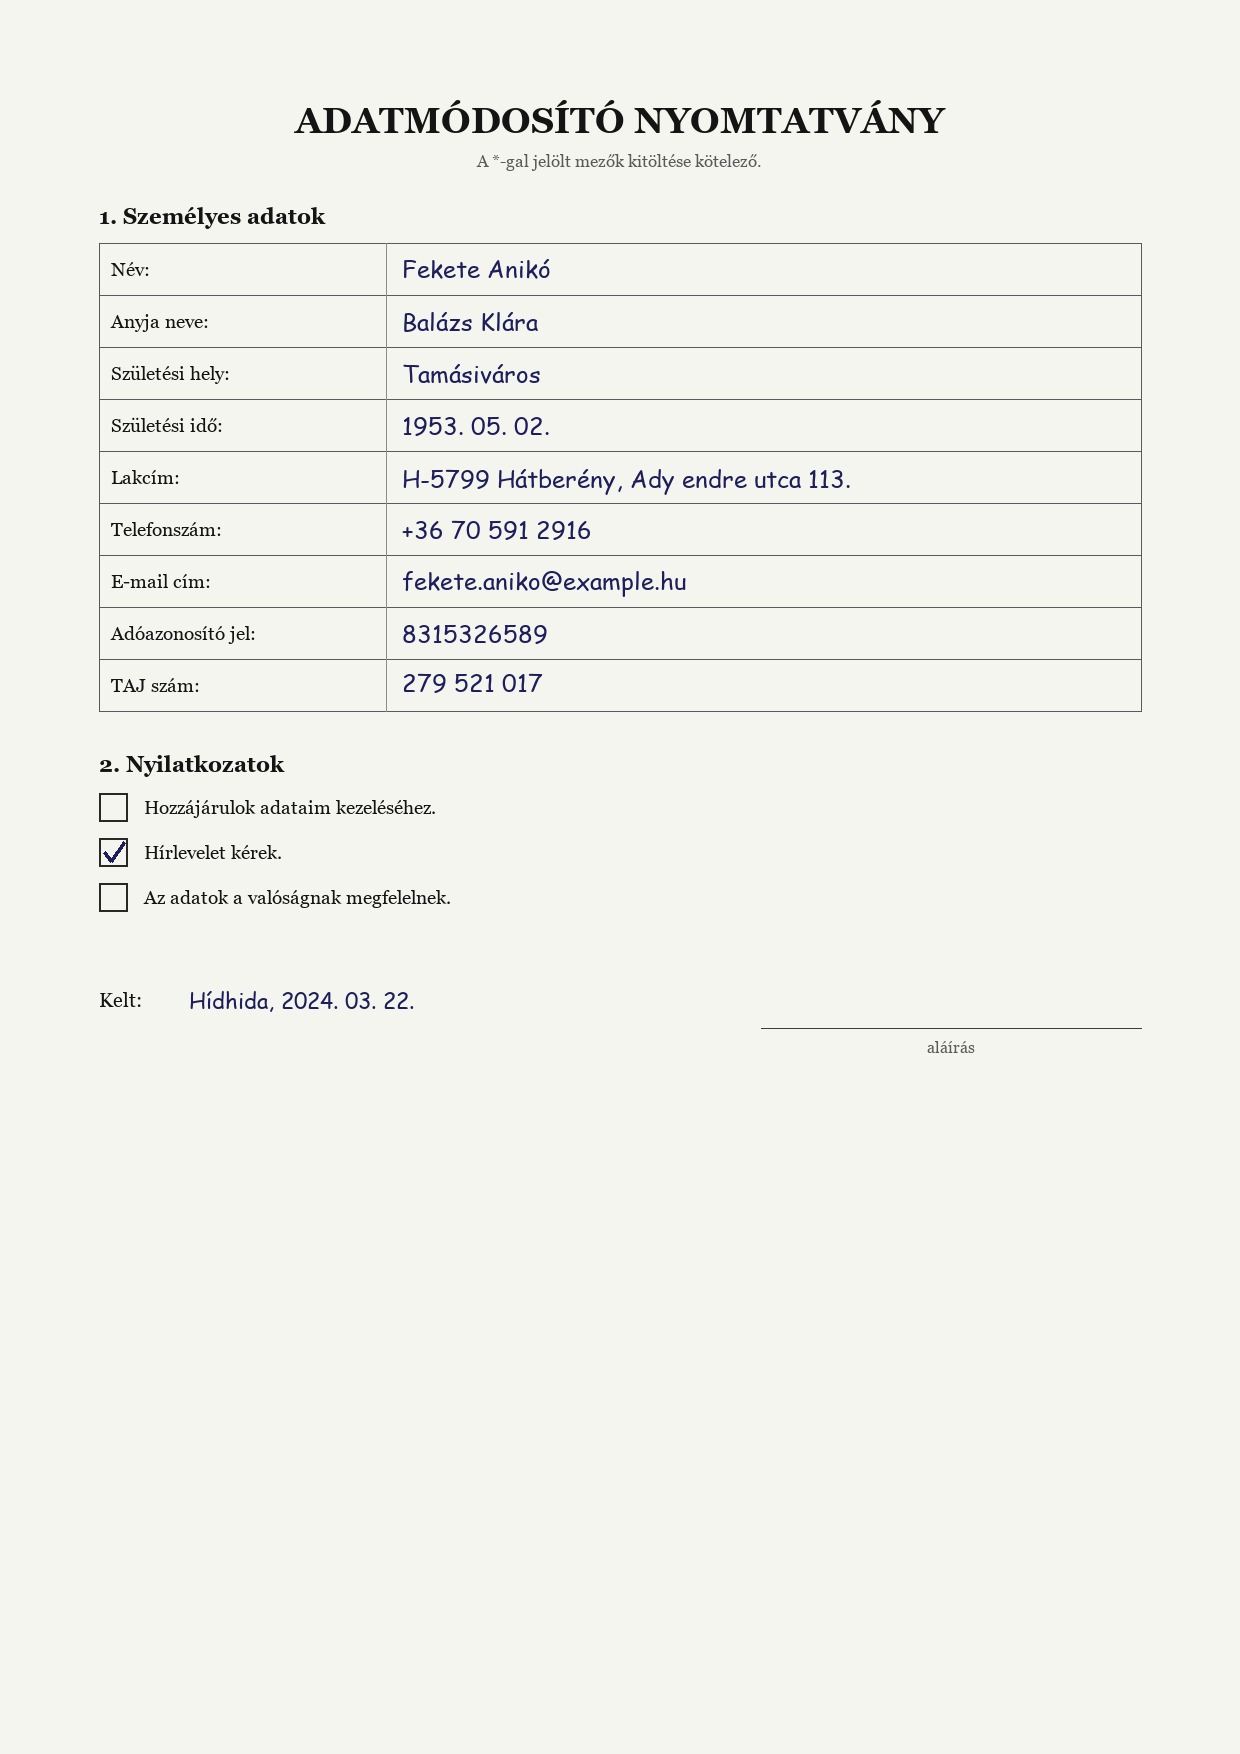 ADATMÓDOSÍTÓ NYOMTATVÁNY
A *-gal jelölt mezők kitöltése kötelező.
1. Személyes adatok
Név: Fekete Anikó
Anyja neve: Balázs Klára
Születési hely: Tamásiváros
Születési idő: 1953. 05. 02.
Lakcím: H-5799 Hátberény, Ady endre utca 113.
Telefonszám: +36 70 591 2916
E-mail cím: fekete.aniko@example.hu
Adóazonosító jel: 8315326589
TAJ szám: 279 521 017
2. Nyilatkozatok
Hozzájárulok adataim kezeléséhez.
Hírlevelet kérek.
Az adatok a valóságnak megfelelnek.
Kelt: Hídhida, 2024. 03. 22.
aláírás